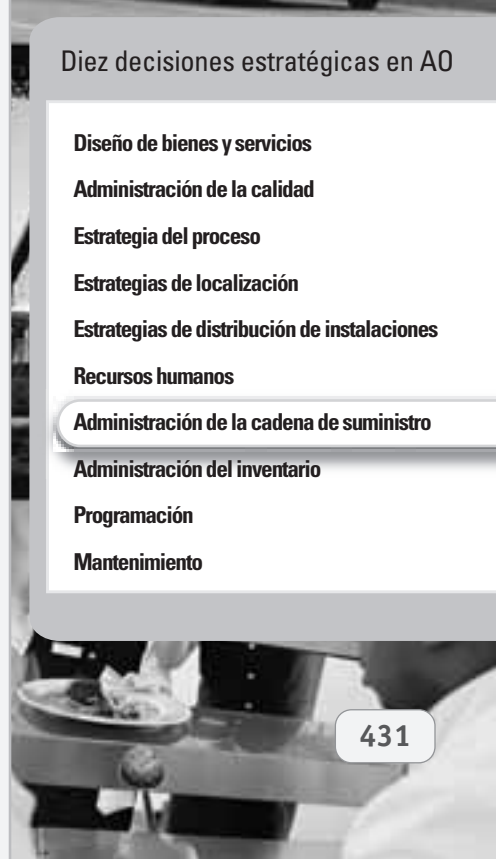 Diez decisiones estratégicas en AO
Diseño de bienes y servicios
Administración de la calidad
Estrategia del proceso
Estrategias de localización
Estrategias de distribución de instalaciones
Recursos humanos
Administración de la cadena de suministro
Administración del inventario
Programación
Mantenimiento
431